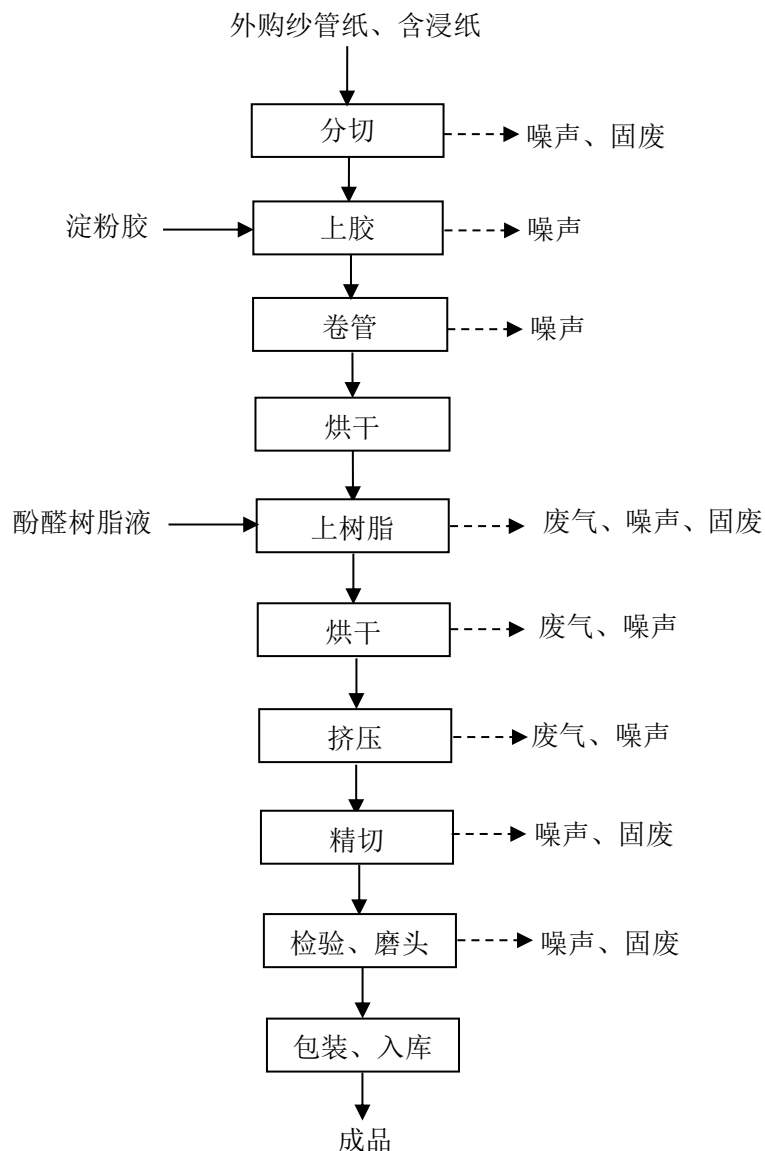 外购纱管纸、含浸纸
分切
噪声、固废
淀粉胶
上胶
噪声
卷管
噪声
烘干
酚醛树脂液
上树脂
废气、噪声、固废
烘干
废气、噪声
挤压
废气、噪声
精切
噪声、固废
检验、磨头
噪声、固废
包装、入库
成品